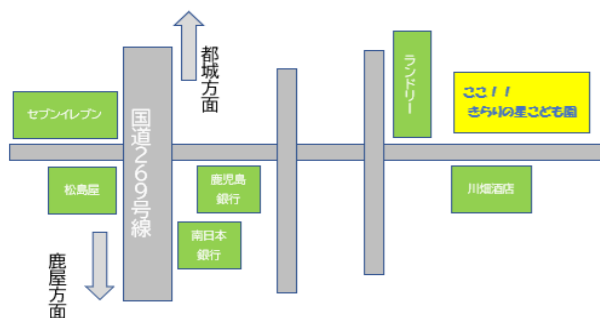 都城方面
ランドリー
ここ！！
きらりの星こども園
セブンイレブン
国道２６９号線
松島屋
鹿児島
銀行
川畑酒店
南日本
銀行
鹿屋方面